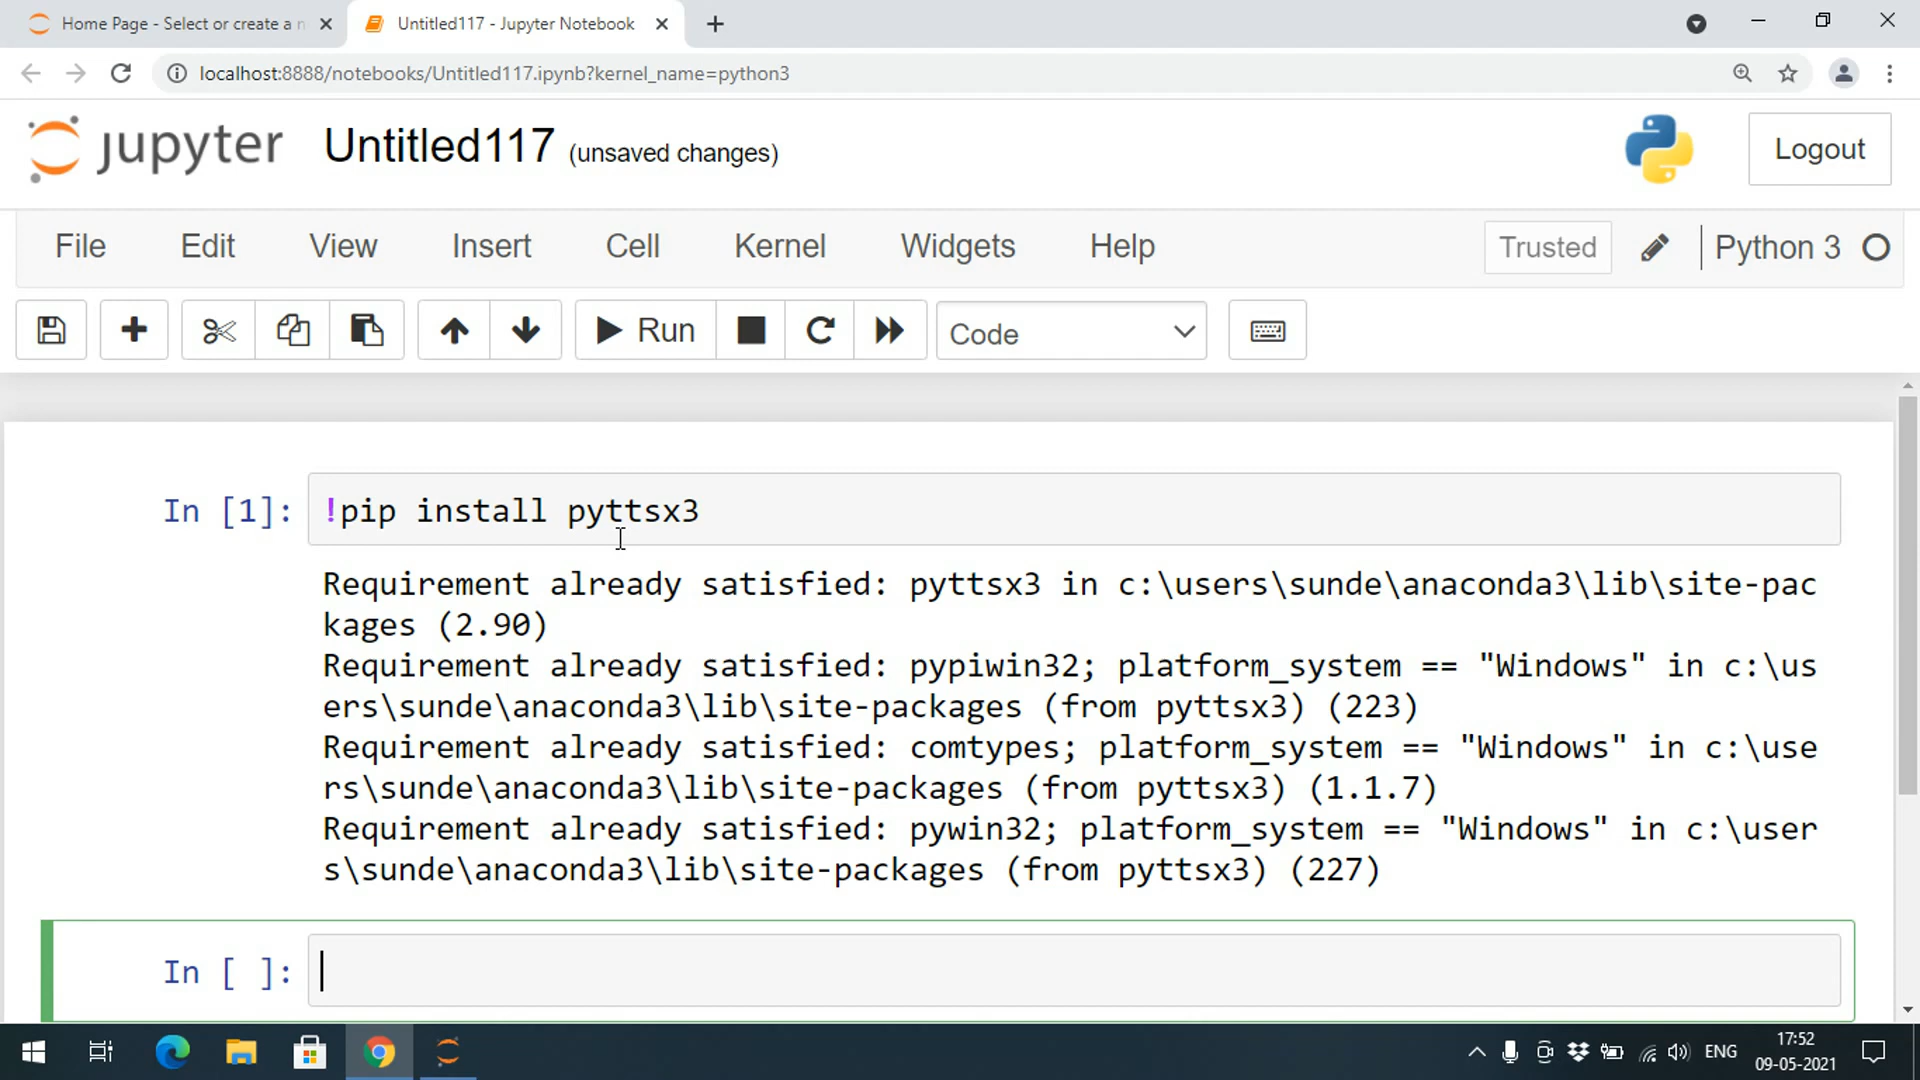 Home Page - Select or create a n
Untitled117 - Jupyter Notebook
localhost:8888/notebooks/Untitled117.ipynb?kernel_name=python3
jupyter Untitled117 (unsaved changes)
Logout
File Edit View Insert Cell Kernel Widgets Help
Trusted Python 3
Run Code
In [1]: !pip install pyttsx3
Requirement already satisfied: pyttsx3 in c:\users\sunde\anaconda3\lib\site-pac
kages (2.90)
Requirement already satisfied: pypiwin32; platform_system == "Windows" in c:\us
ers\sunde\anaconda3\lib\site-packages (from pyttsx3) (223)
Requirement already satisfied: comtypes; platform_system == "Windows" in c:\use
rs\sunde\anaconda3\lib\site-packages (from pyttsx3) (1.1.7)
Requirement already satisfied: pywin32; platform_system == "Windows" in c:\user
s\sunde\anaconda3\lib\site-packages (from pyttsx3) (227)
In [ ]:
ENG
17:52
09-05-2021